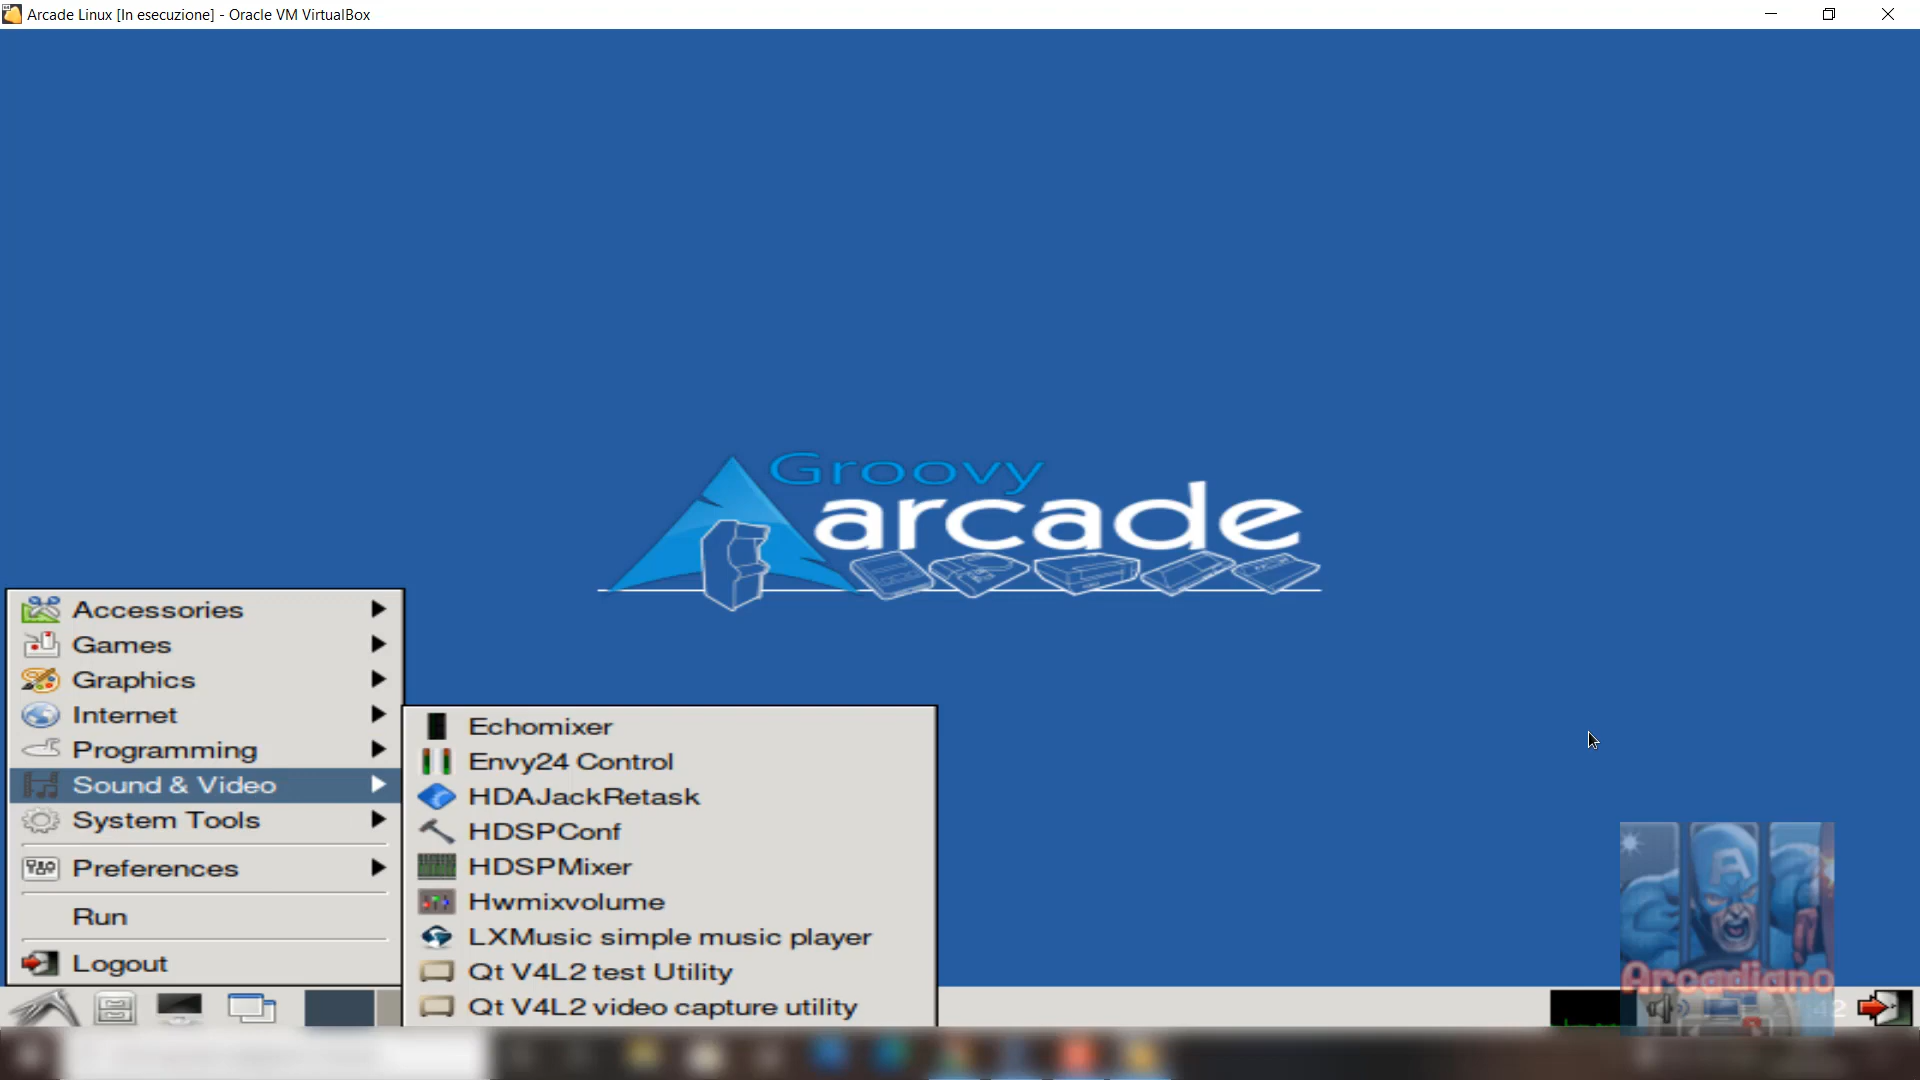 Arcade Linux [In esecuzione] - Oracle VM VirtualBox
Groovy
arcade
Accessories
Games
Graphics
Internet
Programming
Sound & Video
System Tools
Preferences
Run
Logout
Echomixer
Envy24 Control
HDAJackRetask
HDSPConf
HDSPMixer
Hwmixvolume
LXMusic simple music player
Qt V4L2 test Utility
Qt V4L2 video capture utility
A
Arcadiano